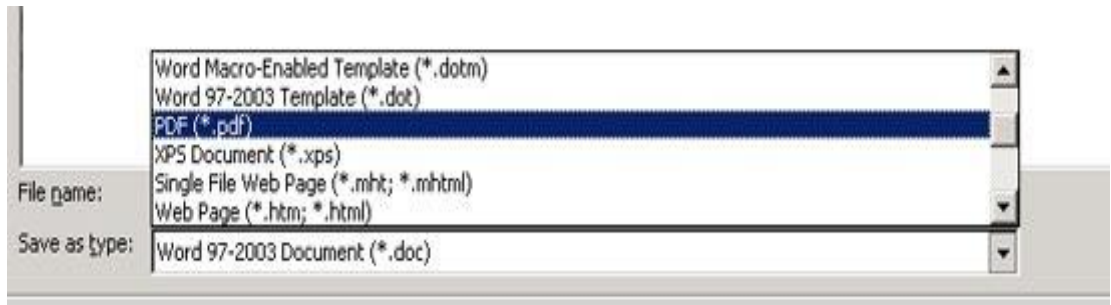 Word Macro-Enabled Template (*.dotm)
Word 97-2003 Template (*.dot)
PDF (*.pdf)
XPS Document (*.xps)
Single File Web Page (*.mht; *.mhtml)
Web Page (*.htm; *.html)
File name:
Save as type: Word 97-2003 Document (*.doc)